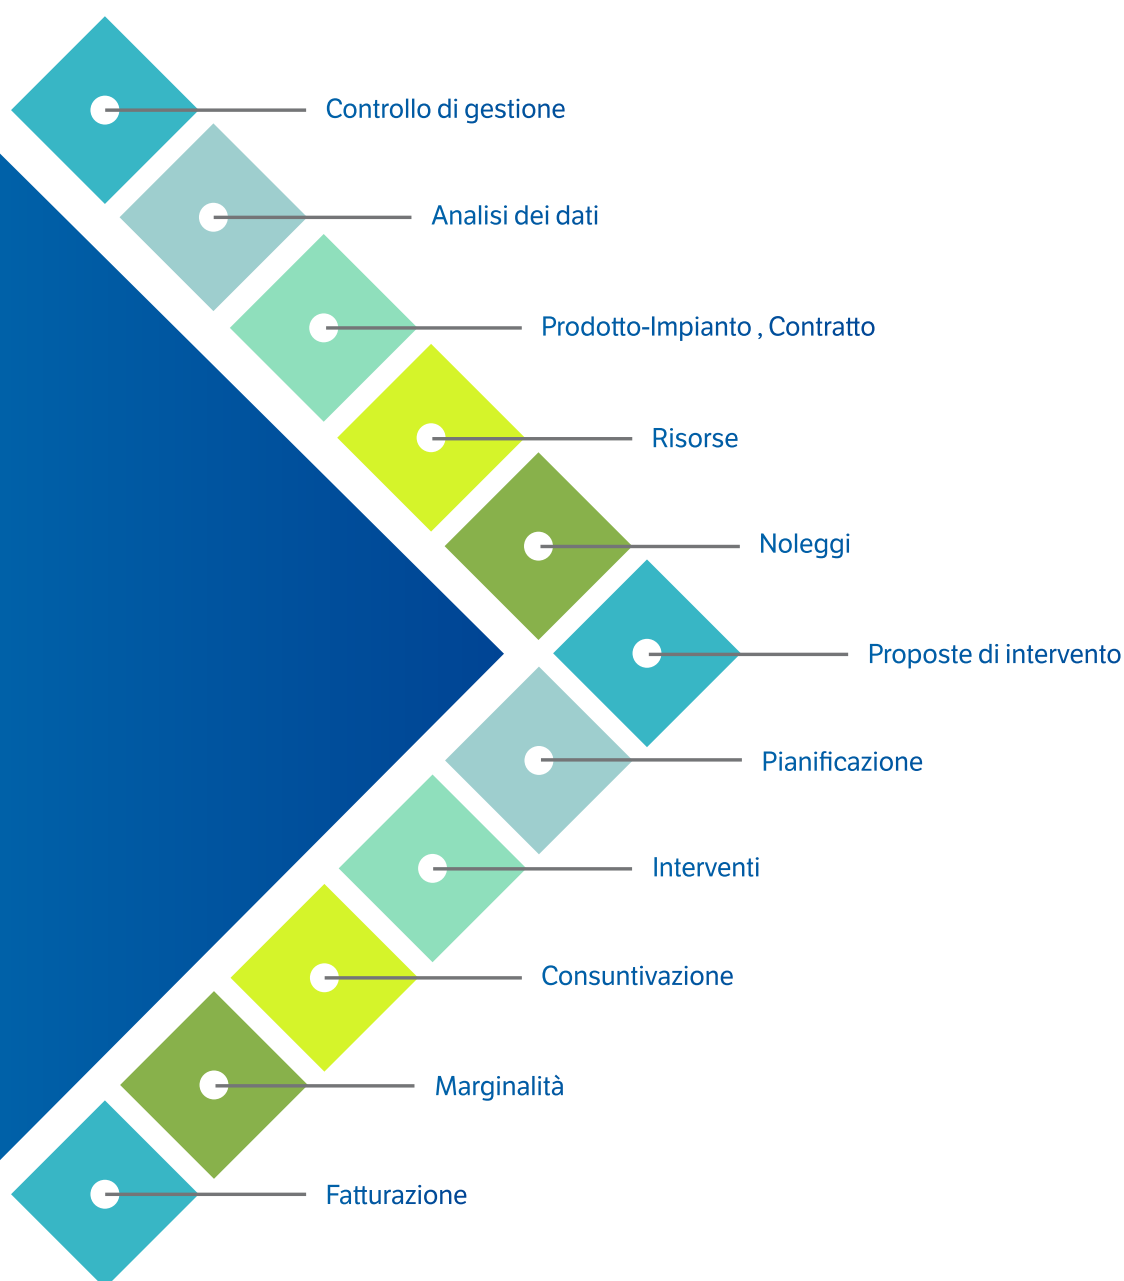 Controllo di gestione
Analisi dei dati
Prodotto-Impianto , Contratto
Risorse
Noleggi
Proposte di intervento
Pianificazione
Interventi
Consuntivazione
Marginalità
Fatturazione